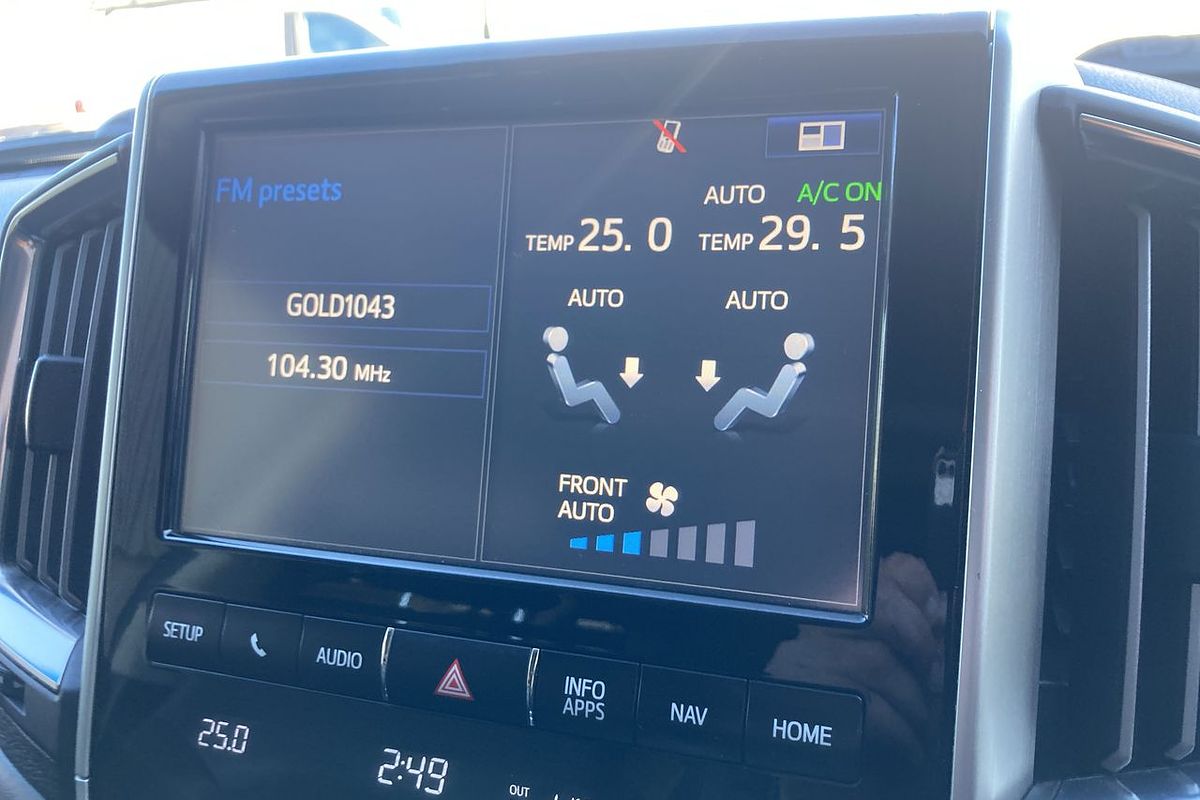 FM presets
GOLD1043
104.30 MHz
AUTO A/C ON
TEMP 25.0 TEMP 29.5
AUTO AUTO
FRONT
AUTO
SETUP
AUDIO
INFO
APPS
NAV
HOME
25.0
2:49
OUT